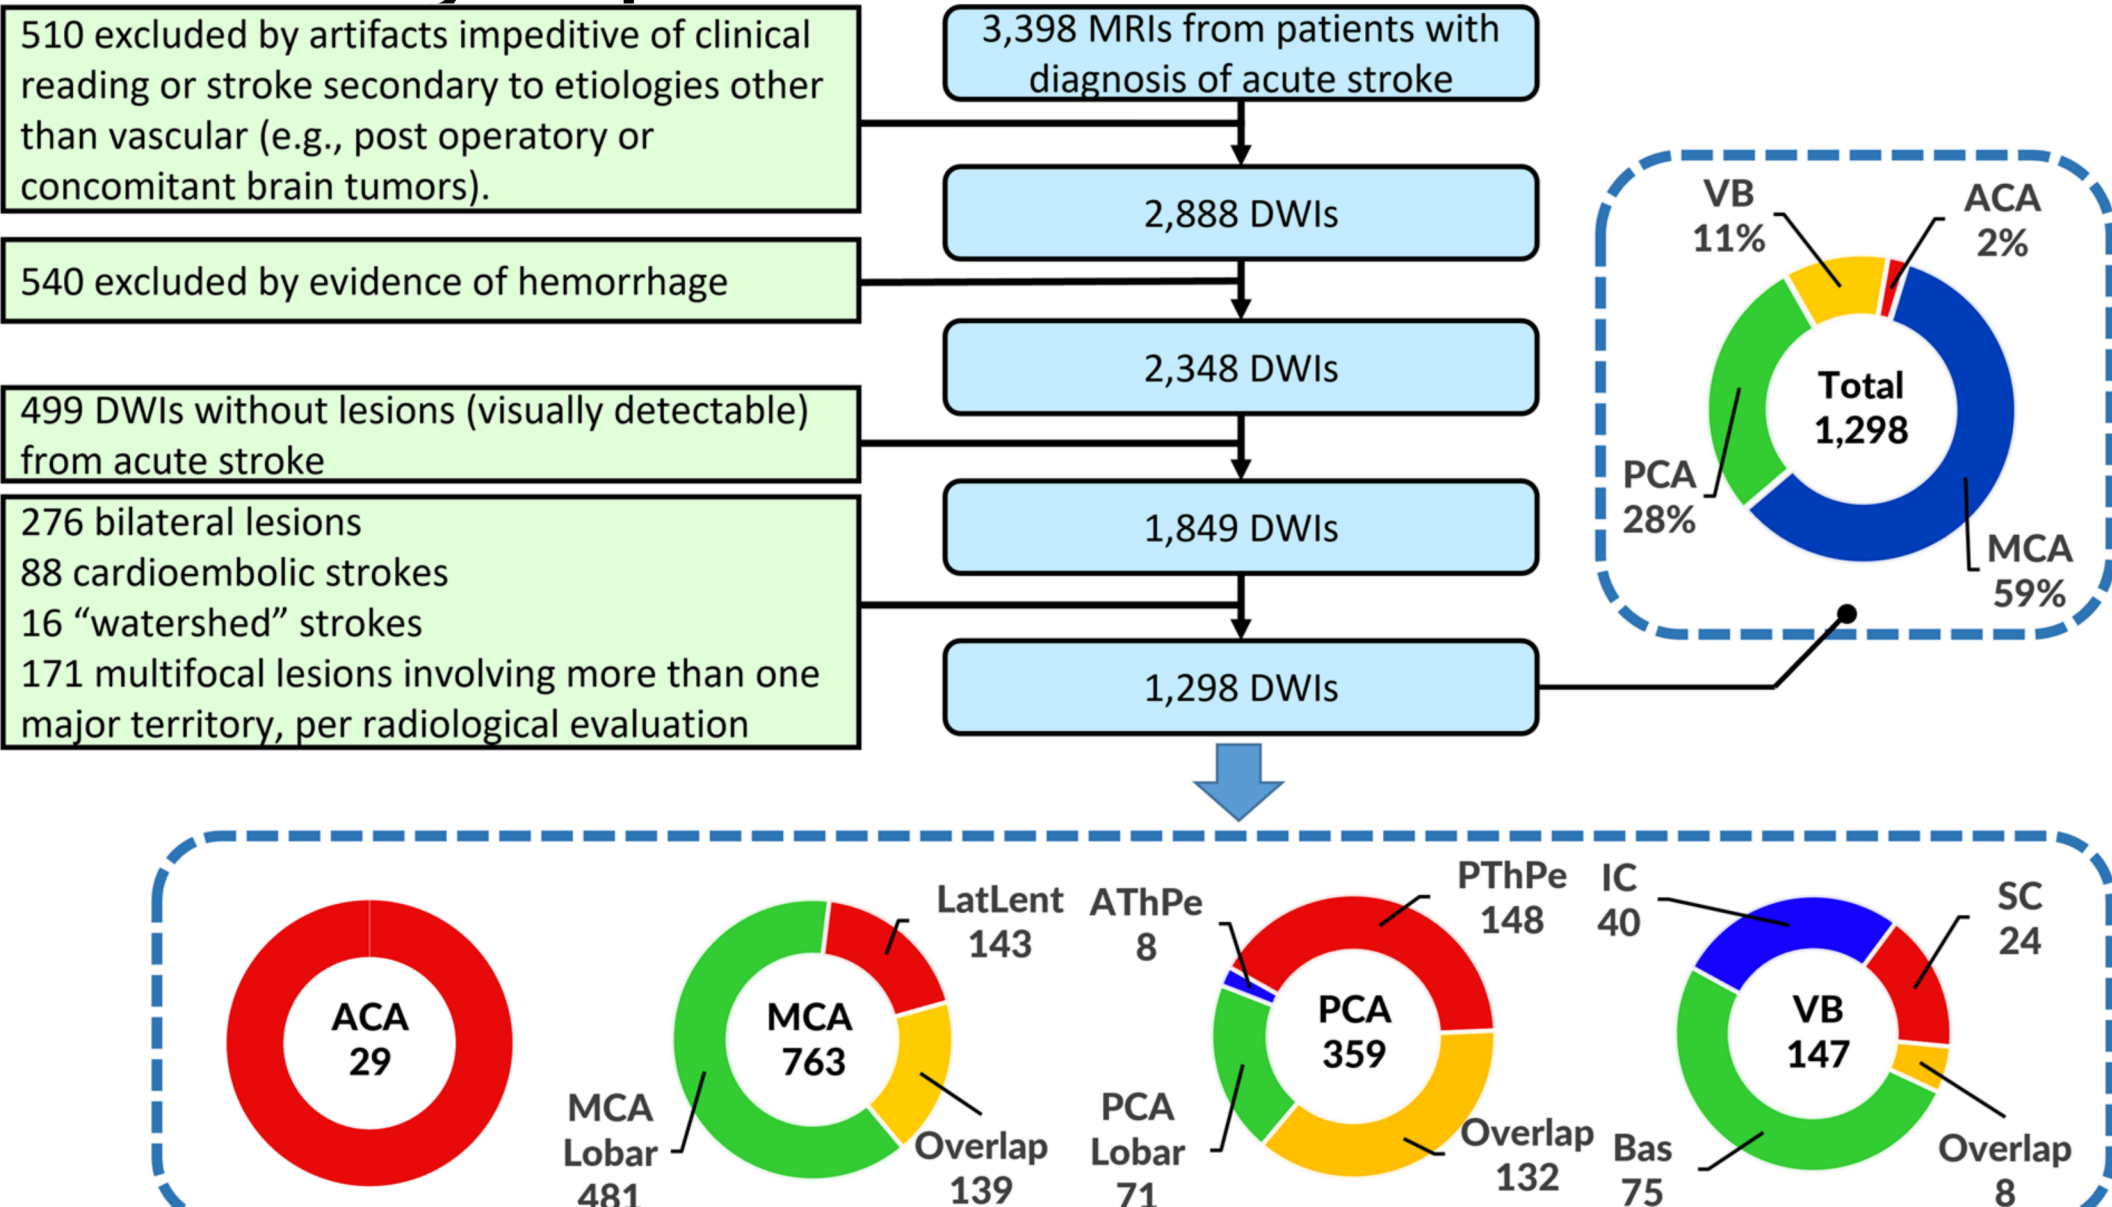 510 excluded by artifacts impeditive of clinical
reading or stroke secondary to etiologies other
than vascular (e.g., post operatory or
concomitant brain tumors).
3,398 MRIs from patients with
diagnosis of acute stroke
2,888 DWIs
540 excluded by evidence of hemorrhage
2,348 DWIs
499 DWIs without lesions (visually detectable)
from acute stroke
1,849 DWIs
276 bilateral lesions
88 cardioembolic strokes
16 “watershed” strokes
171 multifocal lesions involving more than one
major territory, per radiological evaluation
1,298 DWIs
VB
11%
ACA
2%
Total
1,298
PCA
28%
MCA
59%
ACA
29
LatLent
143
MCA
763
MCA
Lobar
481
Overlap
139
AThPe
8
PThPe
148
PCA
359
PCA
Lobar
71
Overlap
132
IC
40
SC
24
VB
147
Bas
75
Overlap
8